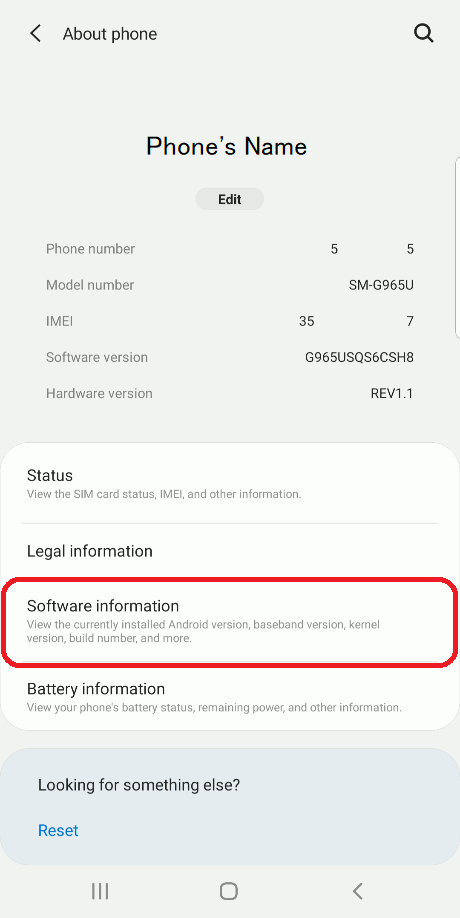 About phone
Phone's Name
Edit
Phone number 5 5
Model number SM-G965U
IMEI 35 7
Software version G965USQS6CSH8
Hardware version REV1.1
Status
View the SIM card status, IMEI, and other information.
Legal information
Software information
View the currently installed Android version, baseband version, kernel
version, build number, and more.
Battery information
View your phone's battery status, remaining power, and other information.
Looking for something else?
Reset